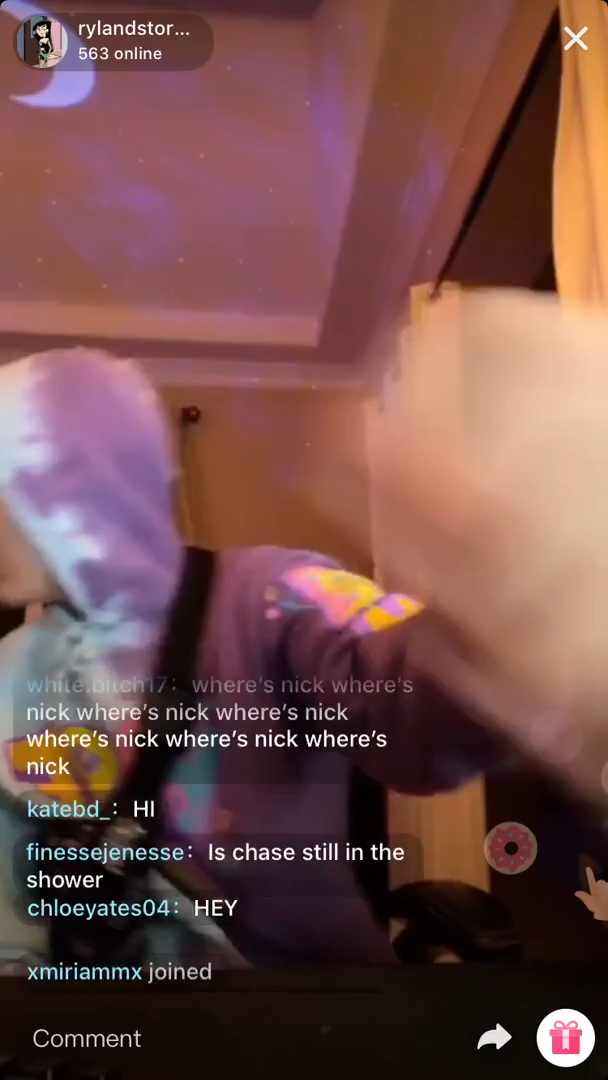 rylandstor...
563 online
white.bitch17: where's nick where's
nick where's nick where's nick
where's nick where's nick where's
nick
katebd_: HI
finessejenesse: Is chase still in the
shower
chloeyates04: HEY
xmiriammx joined
Comment